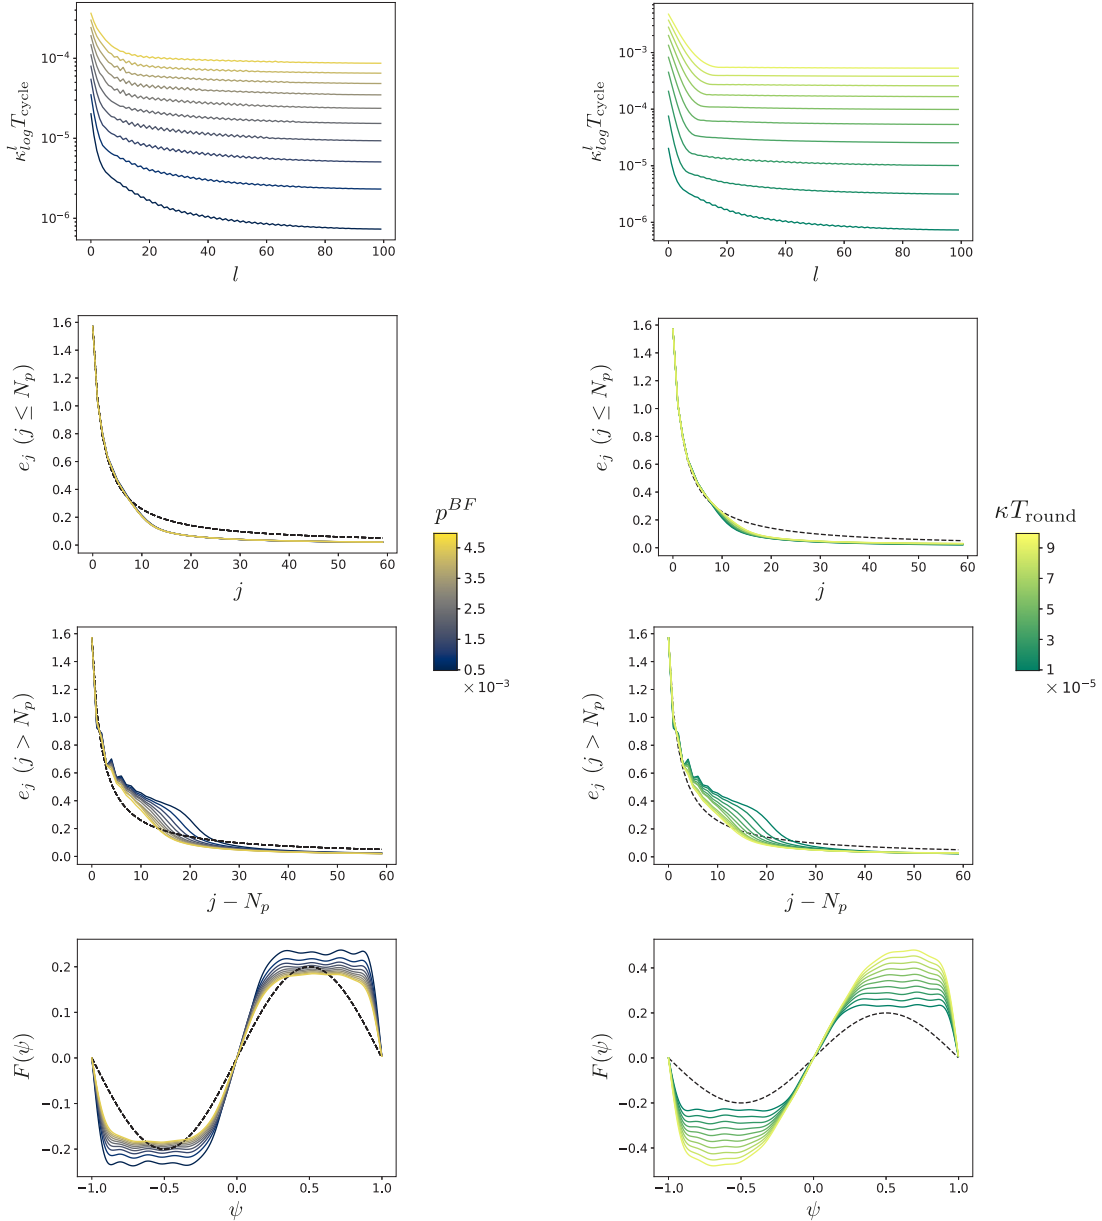 10⁻⁴
10⁻⁵
10⁻⁶
κˡ_log T_cycle
0 20 40 60 80 100
l
10⁻³
10⁻⁴
10⁻⁵
10⁻⁶
κˡ_log T_cycle
0 20 40 60 80 100
l
1.6
1.4
1.2
1.0
0.8
0.6
0.4
0.2
0.0
e_j (j ≤ N_p)
0 10 20 30 40 50 60
j
1.6
1.4
1.2
1.0
0.8
0.6
0.4
0.2
0.0
e_j (j ≤ N_p)
0 10 20 30 40 50 60
j
p^BF
4.5
3.5
2.5
1.5
0.5
×10⁻³
κT_round
9
7
5
3
1
×10⁻⁵
1.6
1.4
1.2
1.0
0.8
0.6
0.4
0.2
0.0
e_j (j > N_p)
0 10 20 30 40 50 60
j − N_p
1.6
1.4
1.2
1.0
0.8
0.6
0.4
0.2
0.0
e_j (j > N_p)
0 10 20 30 40 50 60
j − N_p
0.2
0.0
−0.1
−0.2
F(ψ)
−1.0 −0.5 0.0 0.5 1.0
ψ
0.4
0.2
0.0
−0.2
−0.4
F(ψ)
−1.0 −0.5 0.0 0.5 1.0
ψ